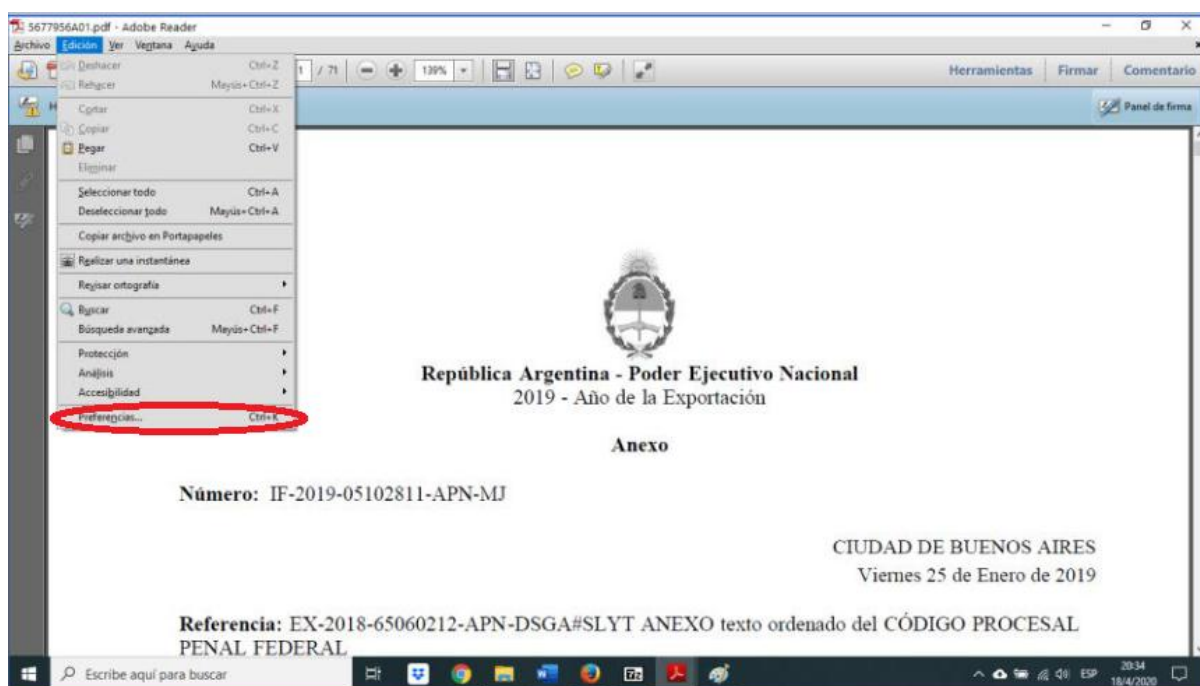 5677956A01.pdf - Adobe Reader
Archivo Edición Ver Ventana Ayuda
1 / 71 139% Herramientas Firmar Comentario
Panel de firma
Deshacer Ctrl+Z
Rehacer Mayús+Ctrl+Z
Cortar Ctrl+X
Copiar Ctrl+C
Pegar Ctrl+V
Eliminar
Seleccionar todo Ctrl+A
Deseleccionar todo Mayús+Ctrl+A
Copiar archivo en Portapapeles
Realizar una instantánea
Revisar ortografía
Buscar Ctrl+F
Búsqueda avanzada Mayús+Ctrl+F
Protección
Análisis
Accesibilidad
Preferencias... Ctrl+K
República Argentina - Poder Ejecutivo Nacional
2019 - Año de la Exportación
Anexo
Número: IF-2019-05102811-APN-MJ
CIUDAD DE BUENOS AIRES
Viernes 25 de Enero de 2019
Referencia: EX-2018-65060212-APN-DSGA#SLYT ANEXO texto ordenado del CÓDIGO PROCESAL
PENAL FEDERAL
Escribe aquí para buscar
ESP
20:34
18/4/2020